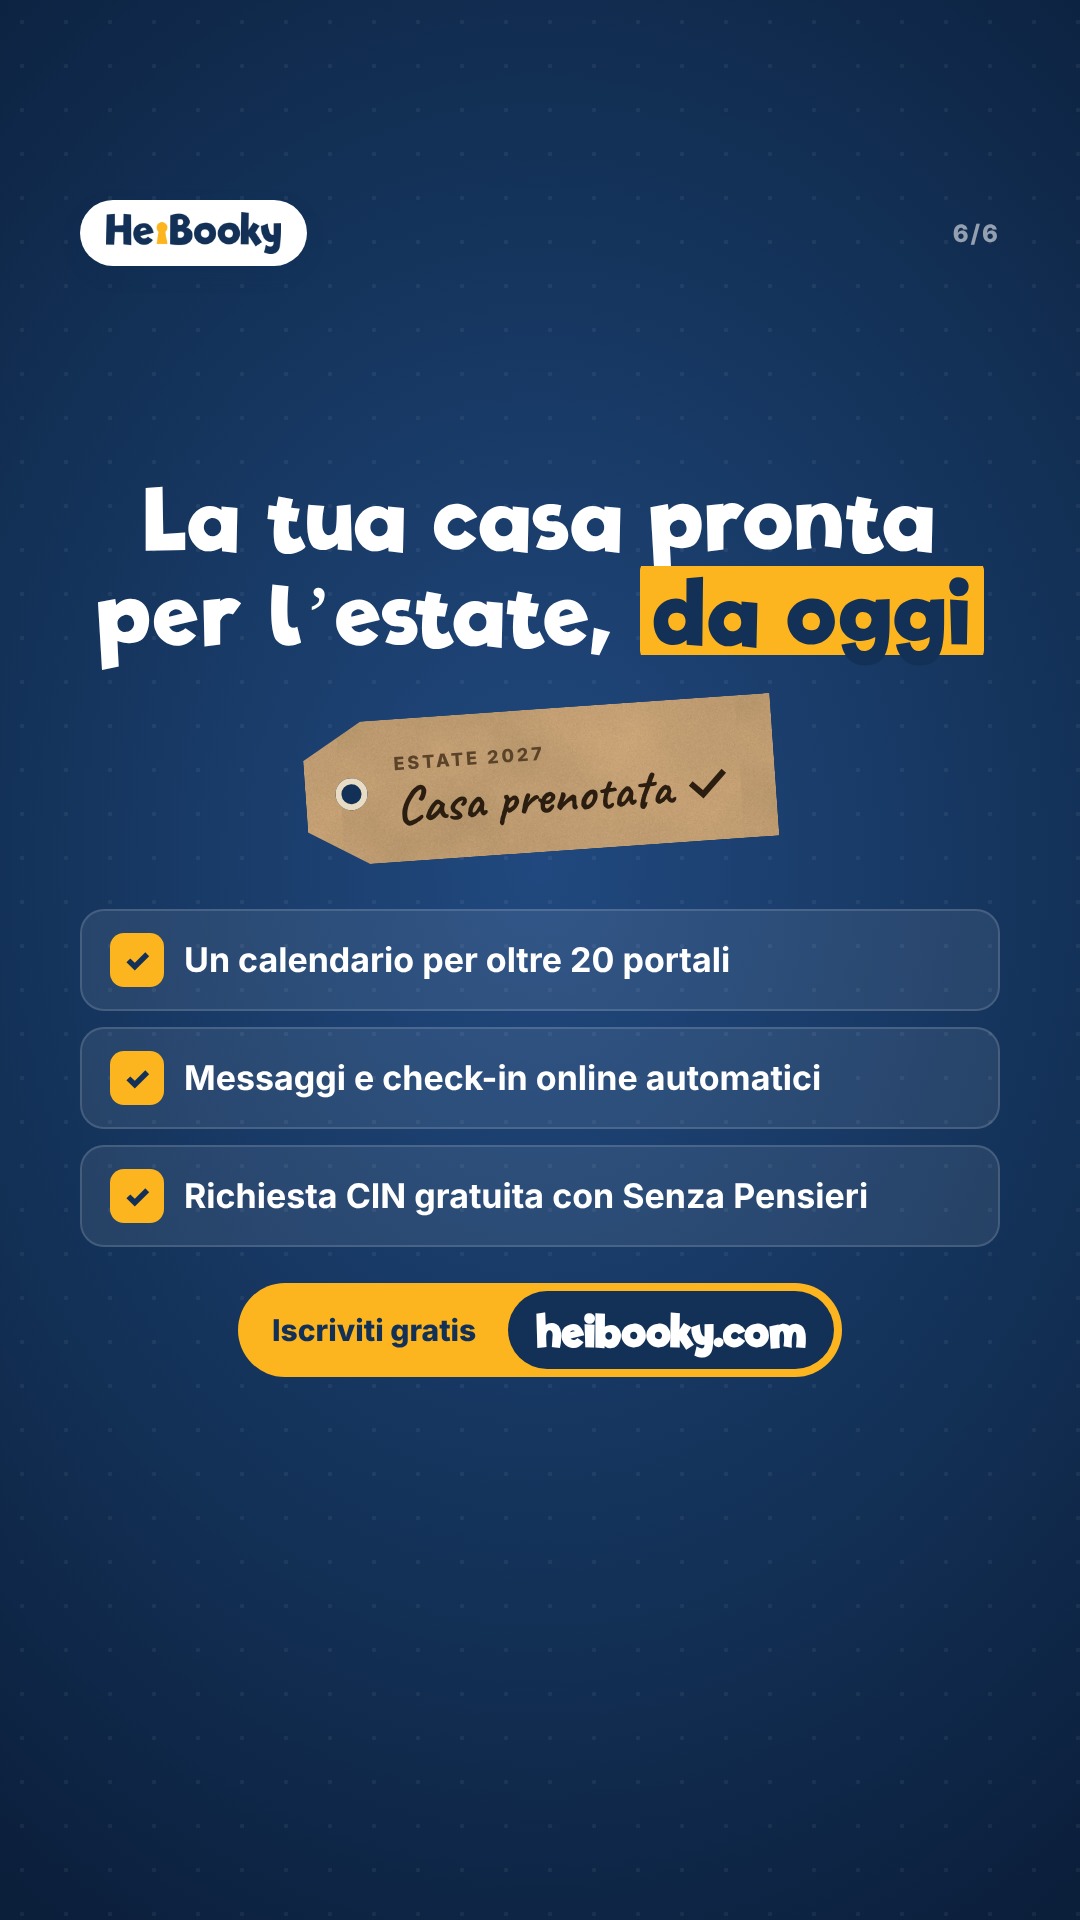 HeiBooky
6/6
La tua casa pronta
per l’estate, da oggi
ESTATE 2027
Casa prenotata ✓
Un calendario per oltre 20 portali
Messaggi e check-in online automatici
Richiesta CIN gratuita con Senza Pensieri
Iscriviti gratis heibooky.com